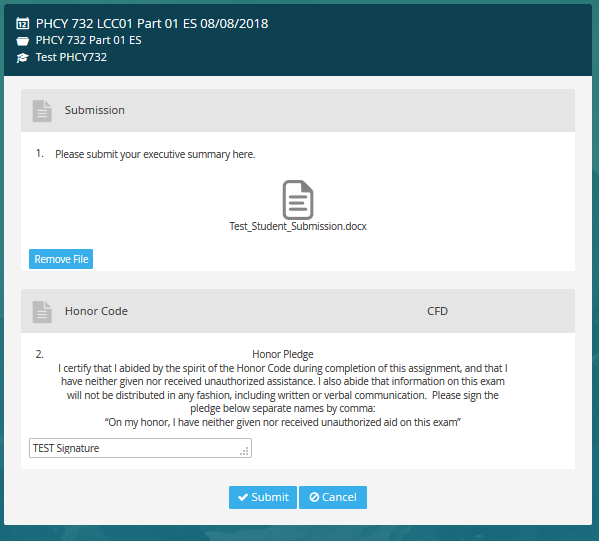 12
PHCY 732 LCC01 Part 01 ES 08/08/2018
PHCY 732 Part 01 ES
Test PHCY732
Submission
1. Please submit your executive summary here.
Test_Student_Submission.docx
Remove File
Honor Code CFD
2. Honor Pledge
I certify that I abided by the spirit of the Honor Code during completion of this assignment, and that I
have neither given nor received unauthorized assistance. I also abide that information on this exam
will not be distributed in any fashion, including written or verbal communication. Please sign the
pledge below separate names by comma:
“On my honor, I have neither given nor received unauthorized aid on this exam”
TEST Signature
Submit Cancel